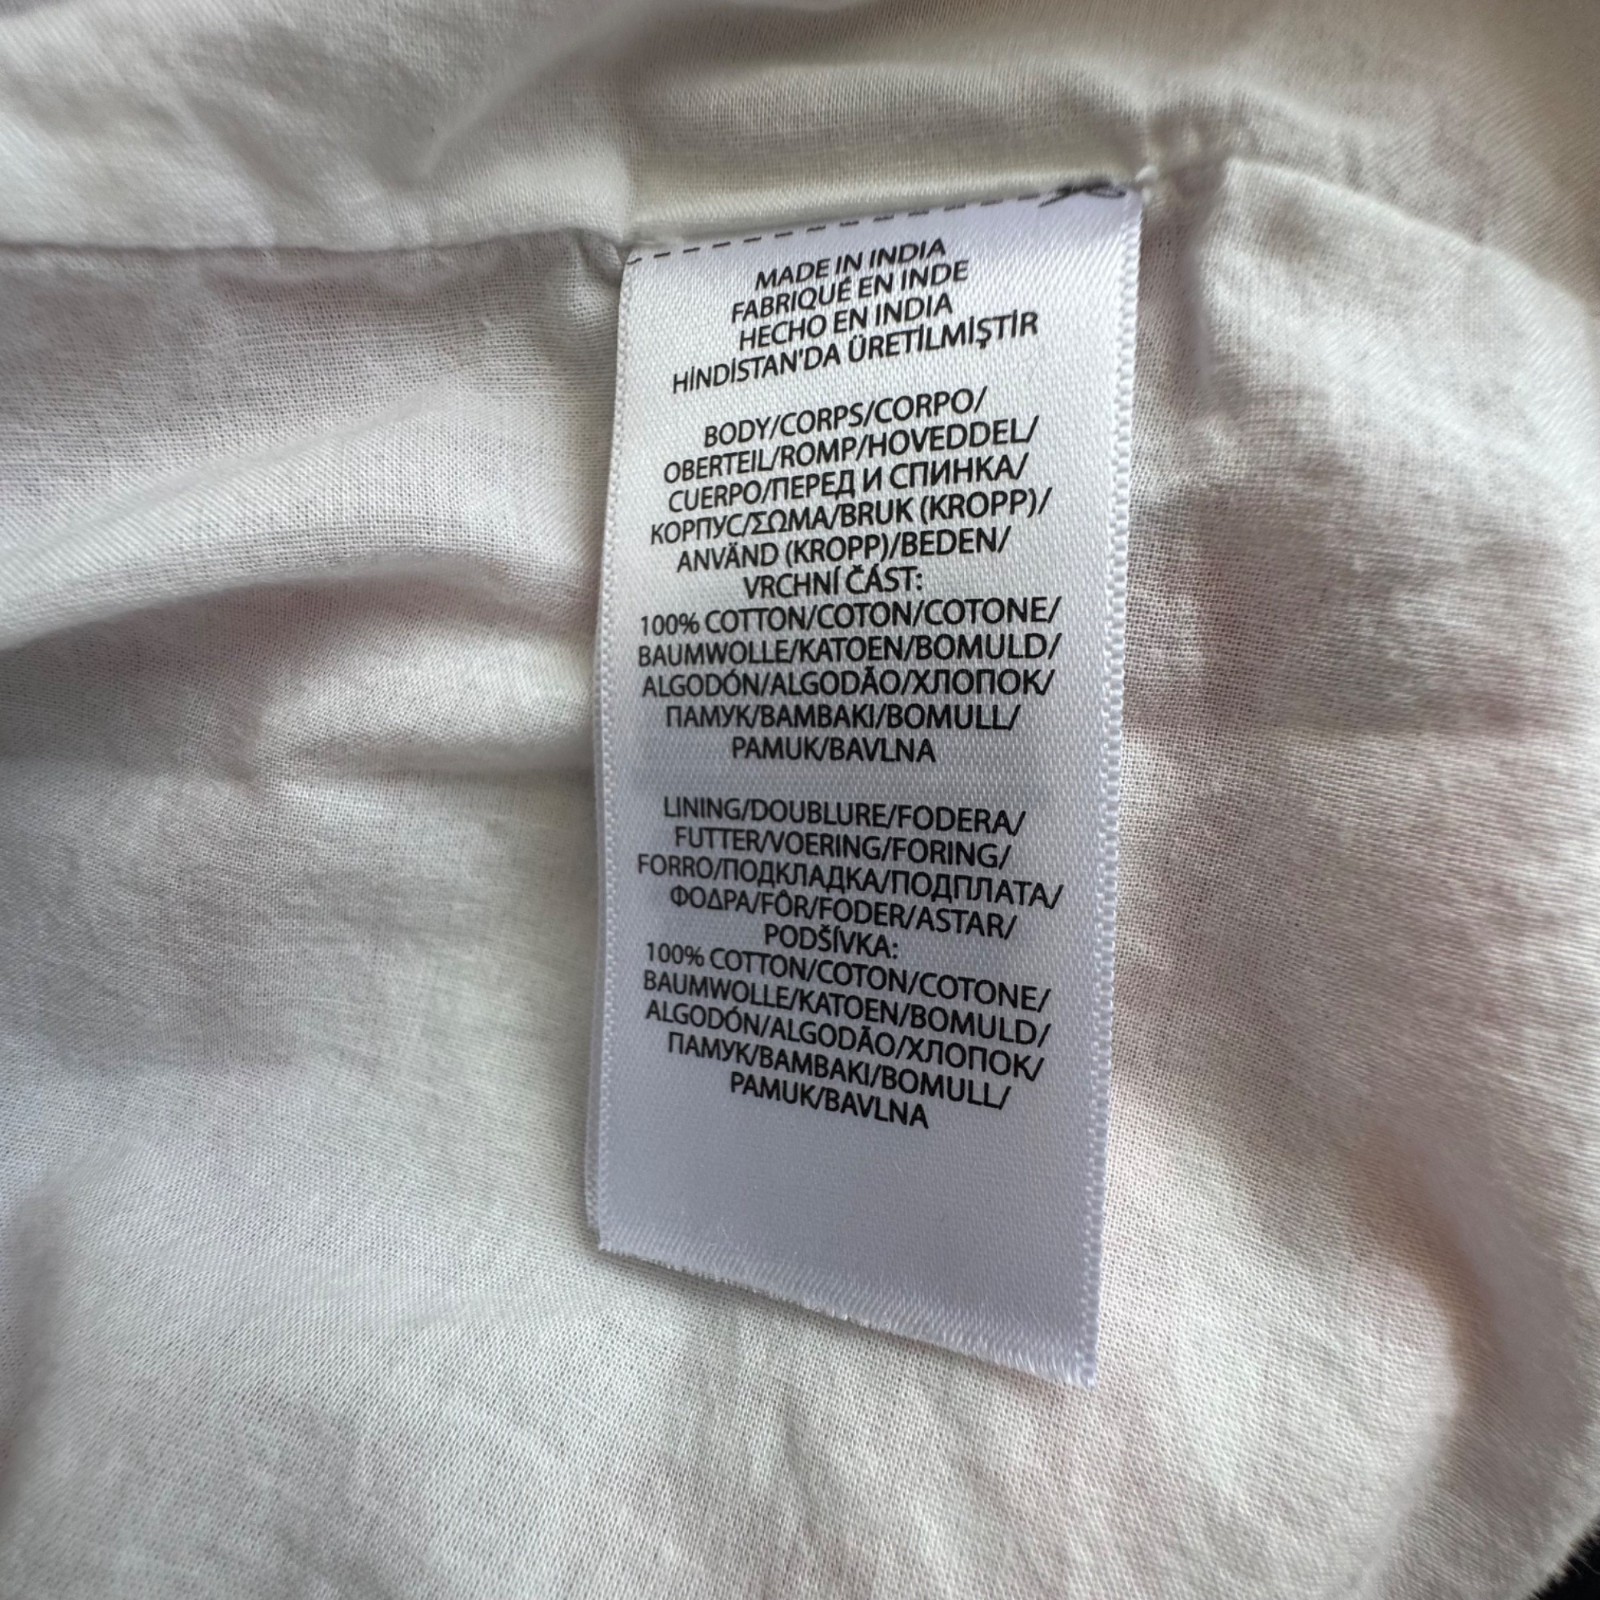 MADE IN INDIA
FABRIQUÉ EN INDE
HECHO EN INDIA
HİNDİSTAN'DA ÜRETİLMİŞTİR
BODY/CORPS/CORPO/
OBERTEIL/ROMP/HOVEDDEL/
CUERPO/ПЕРЕД И СПИНКА/
КОРПУС/ΣΩΜΑ/BRUK (KROPP)/
ANVÄND (KROPP)/BEDEN/
VRCHNÍ ČÁST:
100% COTTON/COTON/COTONE/
BAUMWOLLE/KATOEN/BOMULD/
ALGODÓN/ALGODÃO/ХЛОПОК/
ПАМУК/BAMBAKI/BOMULL/
PAMUK/BAVLNA
LINING/DOUBLURE/FODERA/
FUTTER/VOERING/FORING/
FORRO/ПОДКЛАДКА/ПОДПЛАТА/
ΦΟΔΡΑ/FÔR/FODER/ASTAR/
PODŠÍVKA:
100% COTTON/COTON/COTONE/
BAUMWOLLE/KATOEN/BOMULD/
ALGODÓN/ALGODÃO/ХЛОПОК/
ПАМУК/BAMBAKI/BOMULL/
PAMUK/BAVLNA